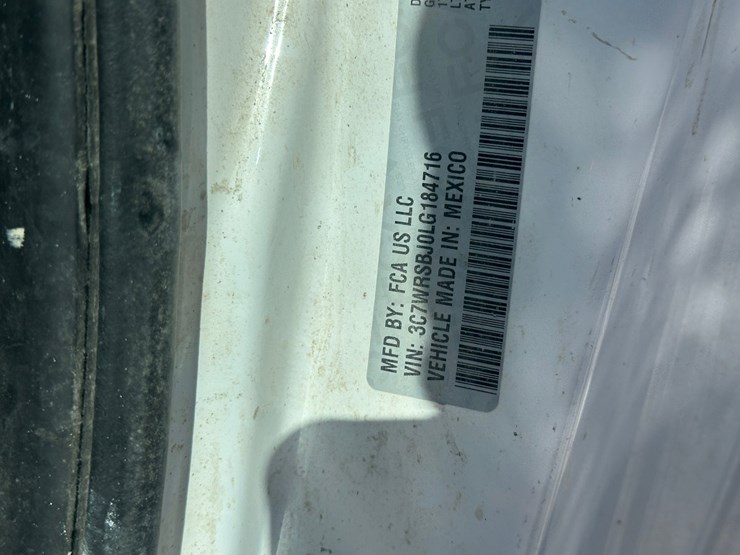 MFD BY: FCA US LLC
VIN: 3C7WRSBJ0LG184716
VEHICLE MADE IN: MEXICO